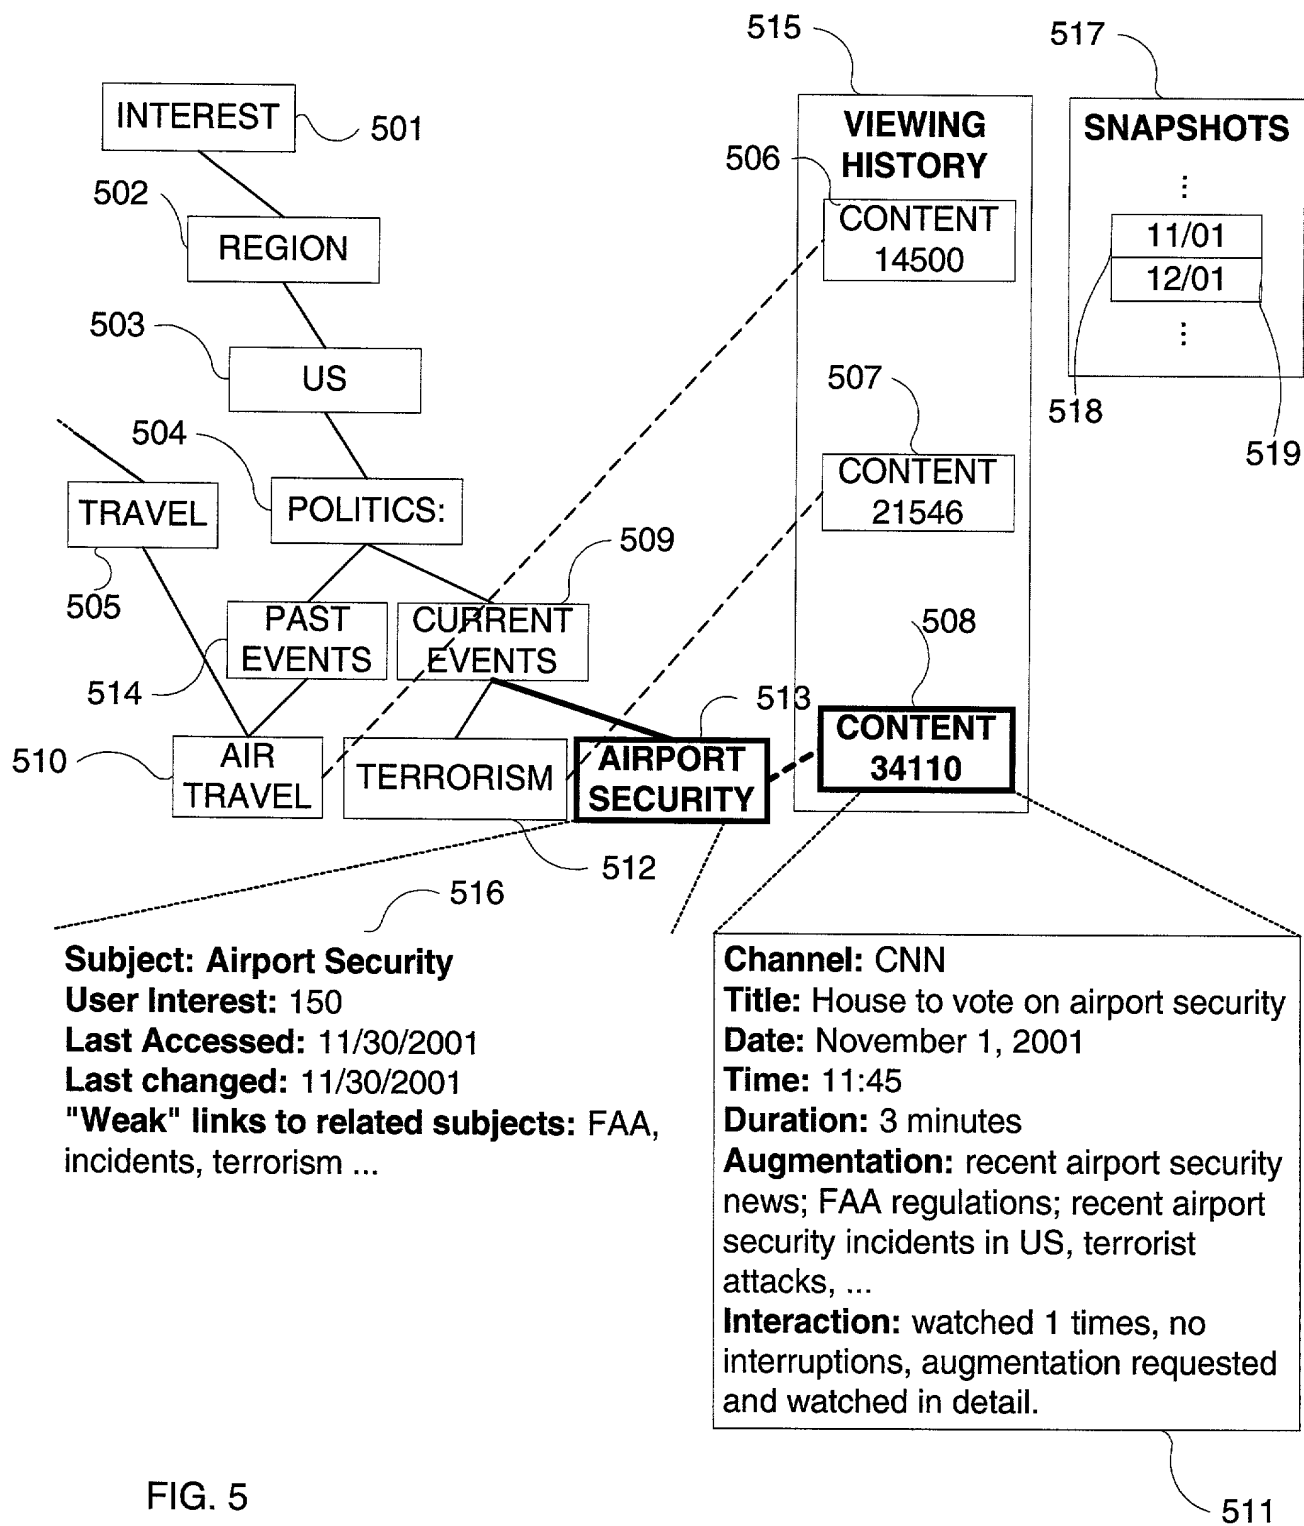 515
517
INTEREST
501
VIEWING
HISTORY
SNAPSHOTS
506
502
...
CONTENT
14500
REGION
11/01
12/01
503
...
US
507
518
504
519
CONTENT
21546
TRAVEL
POLITICS:
509
505
PAST
EVENTS
CURRENT
EVENTS
508
514
513
CONTENT
34110
510
AIR
TRAVEL
TERRORISM
AIRPORT
SECURITY
512
516
Subject: Airport Security
User Interest: 150
Last Accessed: 11/30/2001
Last changed: 11/30/2001
"Weak" links to related subjects: FAA,
incidents, terrorism ...
Channel: CNN
Title: House to vote on airport security
Date: November 1, 2001
Time: 11:45
Duration: 3 minutes
Augmentation: recent airport security
news; FAA regulations; recent airport
security incidents in US, terrorist
attacks, ...
Interaction: watched 1 times, no
interruptions, augmentation requested
and watched in detail.
FIG. 5
511